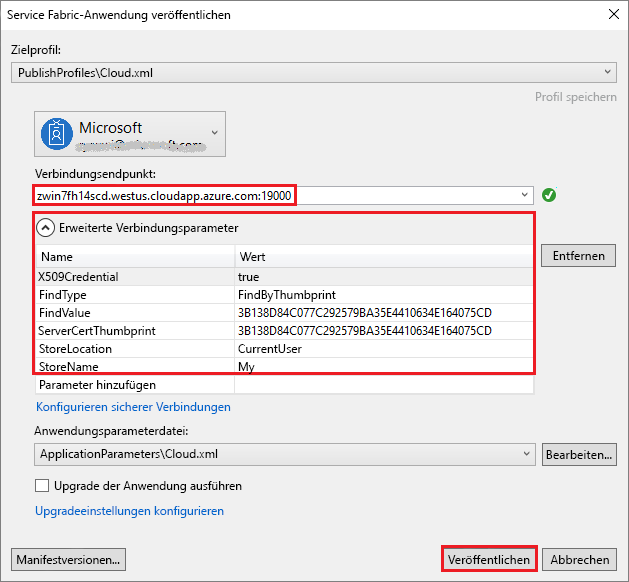 Service Fabric-Anwendung veröffentlichen
Zielprofil:
PublishProfiles\Cloud.xml
Profil speichern
Microsoft
Verbindungsendpunkt:
zwin7fh14scd.westus.cloudapp.azure.com:19000
Erweiterte Verbindungsparameter
Entfernen
Name Wert
X509Credential true
FindType FindByThumbprint
FindValue 3B138D84C077C292579BA35E4410634E164075CD
ServerCertThumbprint 3B138D84C077C292579BA35E4410634E164075CD
StoreLocation CurrentUser
StoreName My
Parameter hinzufügen
Konfigurieren sicherer Verbindungen
Anwendungsparameterdatei:
ApplicationParameters\Cloud.xml Bearbeiten...
Upgrade der Anwendung ausführen
Upgradeeinstellungen konfigurieren
Manifestversionen... Veröffentlichen Abbrechen